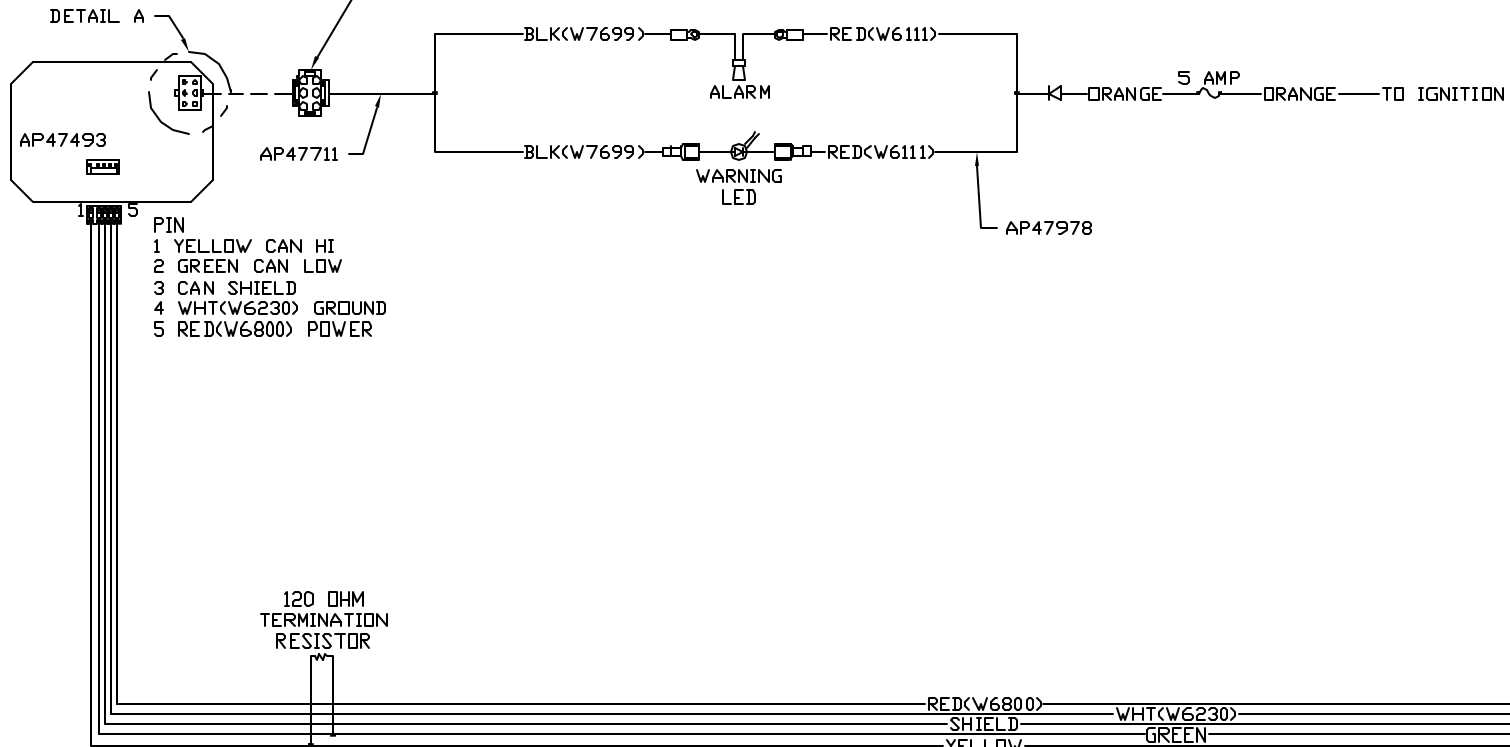 DETAIL A
BLK(W7699)
RED(W6111)
ALARM
5 AMP
ORANGE
ORANGE
TO IGNITION
AP47493
AP47711
BLK(W7699)
RED(W6111)
WARNING
LED
AP47978
1
5
PIN
1 YELLOW CAN HI
2 GREEN CAN LOW
3 CAN SHIELD
4 WHT(W6230) GROUND
5 RED(W6800) POWER
120 OHM
TERMINATION
RESISTOR
RED(W6800)
WHT(W6230)
SHIELD
GREEN
YELLOW